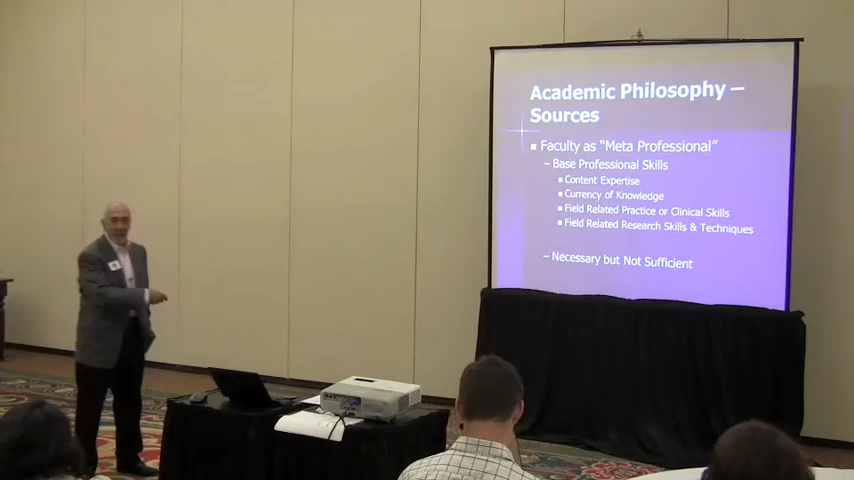 Academic Philosophy –
Sources
■ Faculty as "Meta Professional"
– Base Professional Skills
■ Content Expertise
■ Currency of Knowledge
■ Field Related Practice or Clinical Skills
■ Field Related Research Skills & Techniques
– Necessary but Not Sufficient